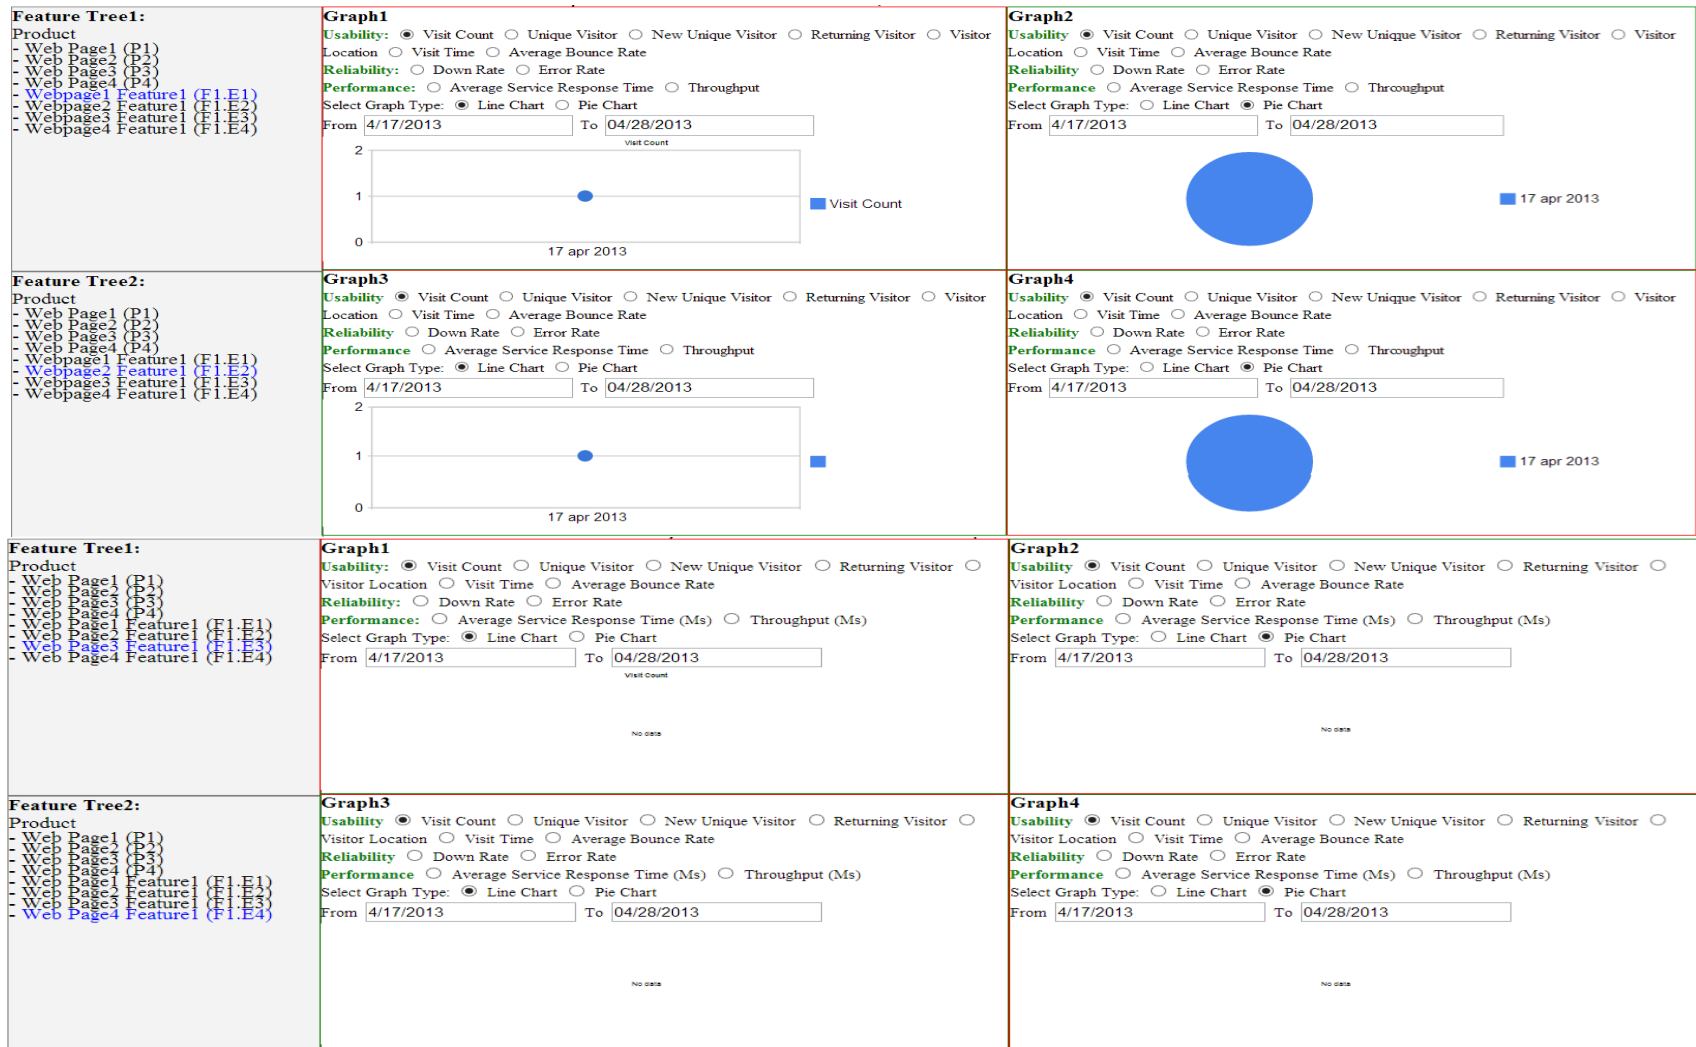 Feature Tree1:
Product
- Web Page1 (P1)
- Web Page2 (P2)
- Web Page3 (P3)
- Web Page4 (P4)
- Webpage1 Feature1 (F1.E1)
- Webpage2 Feature1 (F1.E2)
- Webpage3 Feature1 (F1.E3)
- Webpage4 Feature1 (F1.E4)
Graph1
Usability: Visit Count Unique Visitor New Unique Visitor Returning Visitor Visitor
Location Visit Time Average Bounce Rate
Reliability: Down Rate Error Rate
Performance: Average Service Response Time Throughput
Select Graph Type: Line Chart Pie Chart
From 4/17/2013 To 04/28/2013
Visit Count
2
1
0
17 apr 2013
Visit Count
Graph2
Usability Visit Count Unique Visitor New Unique Visitor Returning Visitor Visitor
Location Visit Time Average Bounce Rate
Reliability Down Rate Error Rate
Performance Average Service Response Time Throughput
Select Graph Type: Line Chart Pie Chart
From 4/17/2013 To 04/28/2013
17 apr 2013
Feature Tree2:
Product
- Web Page1 (P1)
- Web Page2 (P2)
- Web Page3 (P3)
- Web Page4 (P4)
- Webpage1 Feature1 (F1.E1)
- Webpage2 Feature1 (F1.E2)
- Webpage3 Feature1 (F1.E3)
- Webpage4 Feature1 (F1.E4)
Graph3
Usability Visit Count Unique Visitor New Unique Visitor Returning Visitor Visitor
Location Visit Time Average Bounce Rate
Reliability Down Rate Error Rate
Performance Average Service Response Time Throughput
Select Graph Type: Line Chart Pie Chart
From 4/17/2013 To 04/28/2013
2
1
0
17 apr 2013
Graph4
Usability Visit Count Unique Visitor New Unique Visitor Returning Visitor Visitor
Location Visit Time Average Bounce Rate
Reliability Down Rate Error Rate
Performance Average Service Response Time Throughput
Select Graph Type: Line Chart Pie Chart
From 4/17/2013 To 04/28/2013
17 apr 2013
Feature Tree1:
Product
- Web Page1 (P1)
- Web Page2 (P2)
- Web Page3 (P3)
- Web Page4 (P4)
- Web Page1 Feature1 (F1.E1)
- Web Page2 Feature1 (F1.E2)
- Web Page3 Feature1 (F1.E3)
- Web Page4 Feature1 (F1.E4)
Graph1
Usability: Visit Count Unique Visitor New Unique Visitor Returning Visitor
Visitor Location Visit Time Average Bounce Rate
Reliability: Down Rate Error Rate
Performance: Average Service Response Time (Ms) Throughput (Ms)
Select Graph Type: Line Chart Pie Chart
From 4/17/2013 To 04/28/2013
Visit Count
No data
Graph2
Usability Visit Count Unique Visitor New Unique Visitor Returning Visitor
Visitor Location Visit Time Average Bounce Rate
Reliability Down Rate Error Rate
Performance Average Service Response Time (Ms) Throughput (Ms)
Select Graph Type: Line Chart Pie Chart
From 4/17/2013 To 04/28/2013
No data
Feature Tree2:
Product
- Web Page1 (P1)
- Web Page2 (P2)
- Web Page3 (P3)
- Web Page4 (P4)
- Web Page1 Feature1 (F1.E1)
- Web Page2 Feature1 (F1.E2)
- Web Page3 Feature1 (F1.E3)
- Web Page4 Feature1 (F1.E4)
Graph3
Usability Visit Count Unique Visitor New Unique Visitor Returning Visitor
Visitor Location Visit Time Average Bounce Rate
Reliability Down Rate Error Rate
Performance Average Service Response Time (Ms) Throughput (Ms)
Select Graph Type: Line Chart Pie Chart
From 4/17/2013 To 04/28/2013
No data
Graph4
Usability Visit Count Unique Visitor New Unique Visitor Returning Visitor
Visitor Location Visit Time Average Bounce Rate
Reliability Down Rate Error Rate
Performance Average Service Response Time (Ms) Throughput (Ms)
Select Graph Type: Line Chart Pie Chart
From 4/17/2013 To 04/28/2013
No data